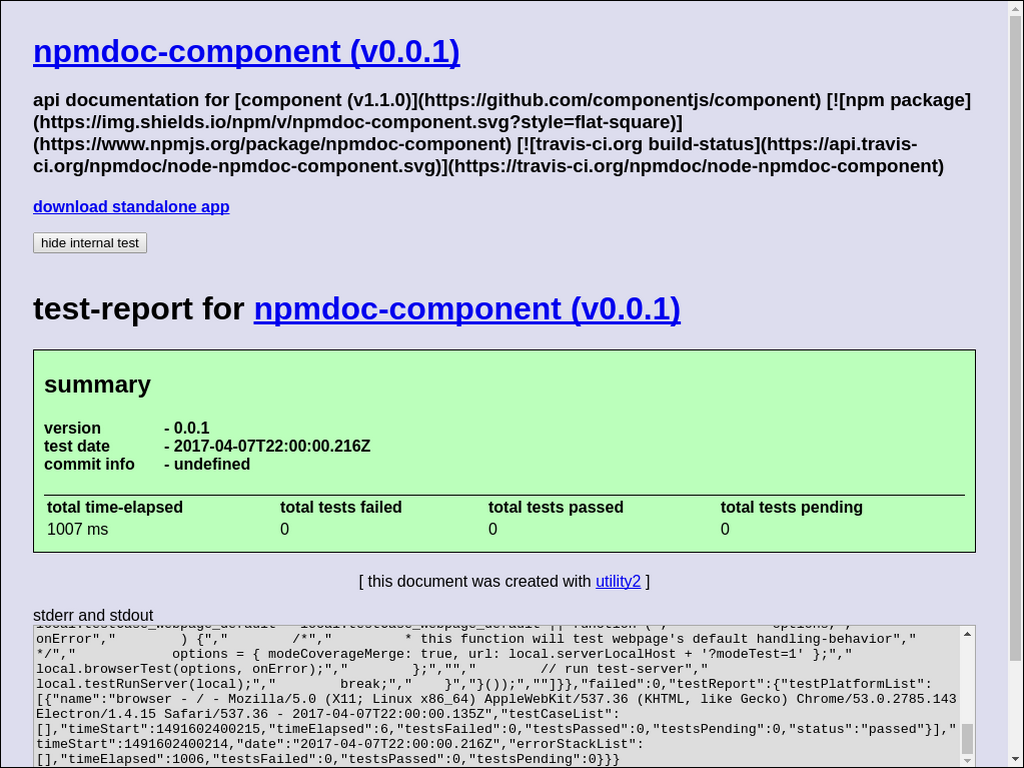 npmdoc-component (v0.0.1)
api documentation for [component (v1.1.0)](https://github.com/componentjs/component) [![npm package]
(https://img.shields.io/npm/v/npmdoc-component.svg?style=flat-square)]
(https://www.npmjs.org/package/npmdoc-component) [![travis-ci.org build-status](https://api.travis-
ci.org/npmdoc/node-npmdoc-component.svg)](https://travis-ci.org/npmdoc/node-npmdoc-component)
download standalone app
hide internal test
test-report for npmdoc-component (v0.0.1)
summary
version - 0.0.1
test date - 2017-04-07T22:00:00.216Z
commit info - undefined
total time-elapsed total tests failed total tests passed total tests pending
1007 ms 0 0 0
[ this document was created with utility2 ]
stderr and stdout
onError","        ) {","        /*","         * this function will test webpage's default handling-behavior","
*/","            options = { modeCoverageMerge: true, url: local.serverLocalHost + '?modeTest=1' };","
local.browserTest(options, onError);","        };","","        // run test-server","
local.testRunServer(local);","        break;","    }","}());",""]}},"failed":0,"testReport":{"testPlatformList":
[{"name":"browser - / - Mozilla/5.0 (X11; Linux x86_64) AppleWebKit/537.36 (KHTML, like Gecko) Chrome/53.0.2785.143
Electron/1.4.15 Safari/537.36 - 2017-04-07T22:00:00.135Z","testCaseList":
[],"timeStart":1491602400215,"timeElapsed":6,"testsFailed":0,"testsPassed":0,"testsPending":0,"status":"passed"}],"
timeStart":1491602400214,"date":"2017-04-07T22:00:00.216Z","errorStackList":
[],"timeElapsed":1006,"testsFailed":0,"testsPassed":0,"testsPending":0}}}